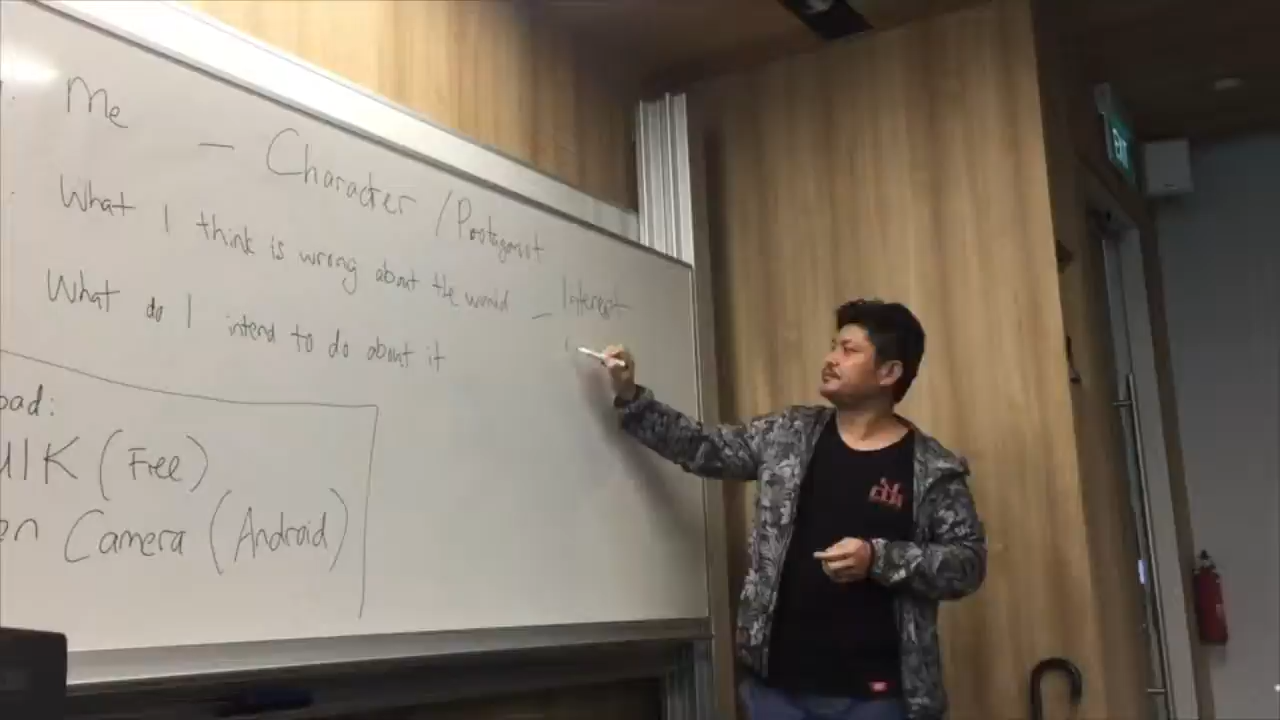 Me — Character / Protagonist
What I think is wrong about the world — Interest
What do I intend to do about it
oad:
UIK (Free)
en Camera (Android)
EXIT